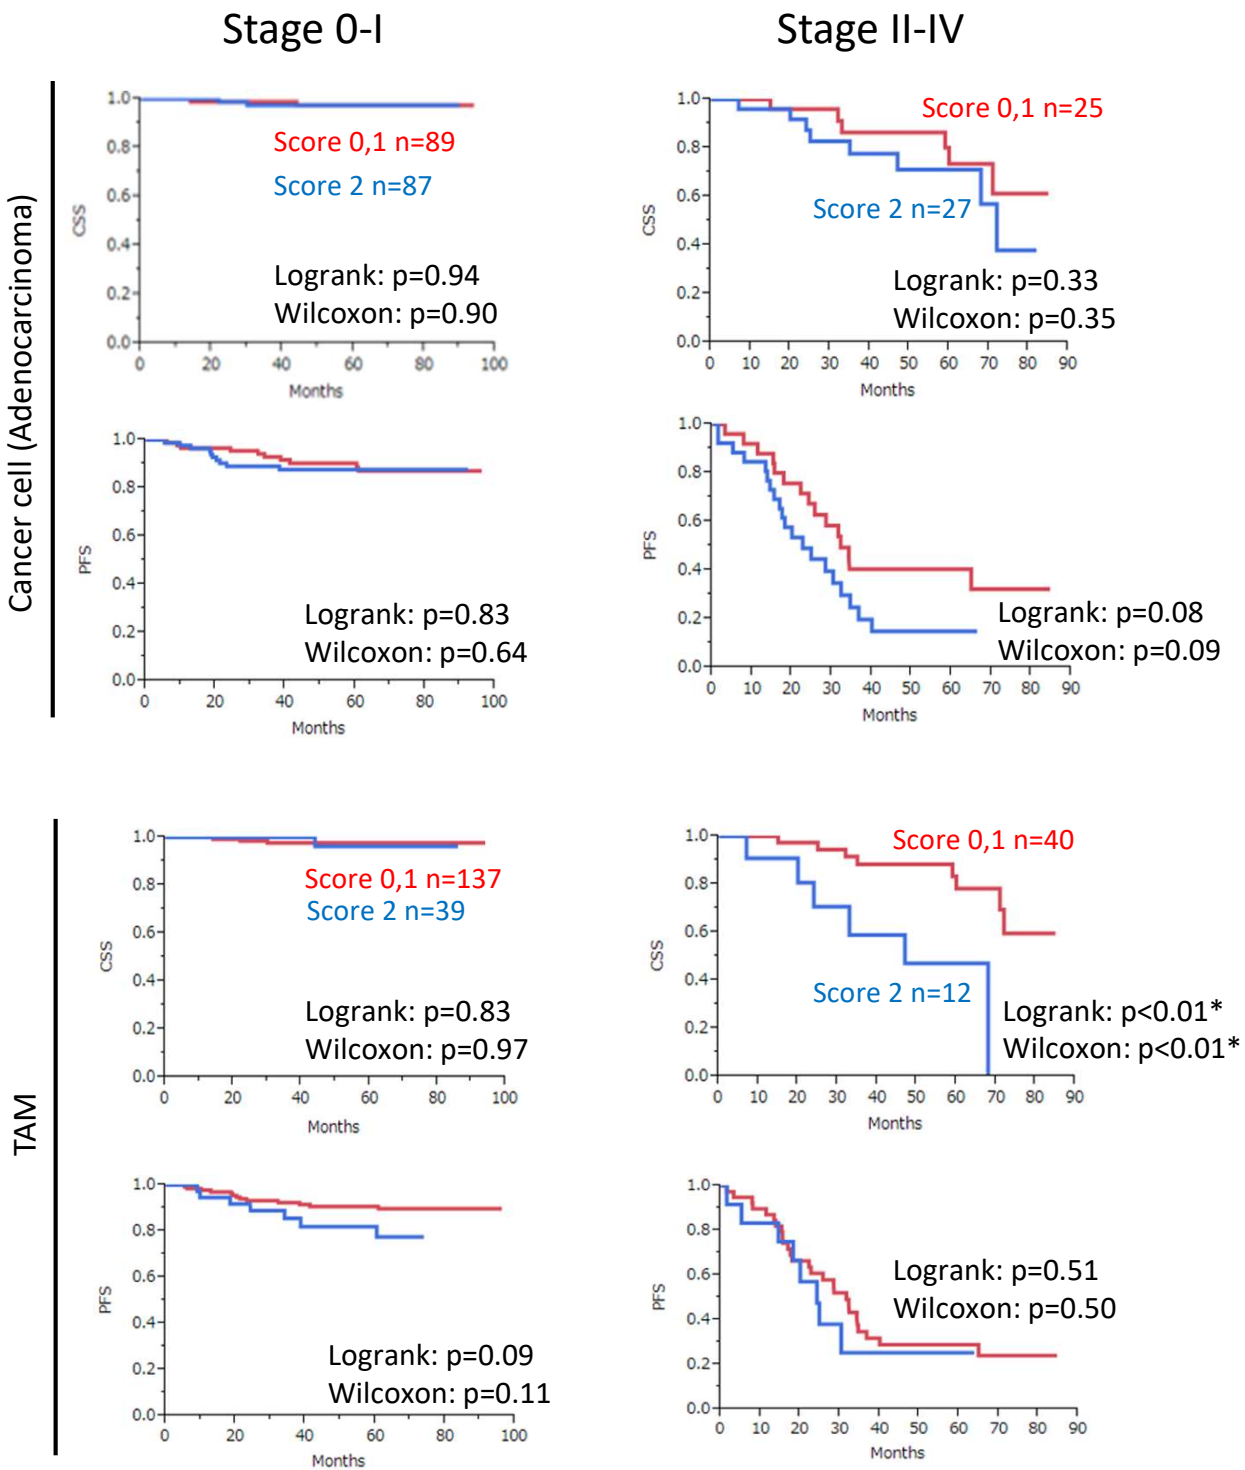 Stage 0-I
Stage II-IV
Cancer cell (Adenocarcinoma)
CSS
1.0
0.8
0.6
0.4
0.2
0.0
Score 0,1 n=89
Score 2 n=87
Logrank: p=0.94
Wilcoxon: p=0.90
0 20 40 60 80 100
Months
CSS
1.0
0.8
0.6
0.4
0.2
0.0
Score 0,1 n=25
Score 2 n=27
Logrank: p=0.33
Wilcoxon: p=0.35
0 10 20 30 40 50 60 70 80 90
Months
PFS
1.0
0.8
0.6
0.4
0.2
0.0
Logrank: p=0.83
Wilcoxon: p=0.64
0 20 40 60 80 100
Months
PFS
1.0
0.8
0.6
0.4
0.2
0.0
Logrank: p=0.08
Wilcoxon: p=0.09
0 10 20 30 40 50 60 70 80 90
Months
TAM
CSS
1.0
0.8
0.6
0.4
0.2
0.0
Score 0,1 n=137
Score 2 n=39
Logrank: p=0.83
Wilcoxon: p=0.97
0 20 40 60 80 100
Months
CSS
1.0
0.8
0.6
0.4
0.2
0.0
Score 0,1 n=40
Score 2 n=12
Logrank: p<0.01*
Wilcoxon: p<0.01*
0 10 20 30 40 50 60 70 80 90
Months
PFS
1.0
0.8
0.6
0.4
0.2
0.0
Logrank: p=0.09
Wilcoxon: p=0.11
0 20 40 60 80 100
Months
PFS
1.0
0.8
0.6
0.4
0.2
0.0
Logrank: p=0.51
Wilcoxon: p=0.50
0 10 20 30 40 50 60 70 80 90
Months